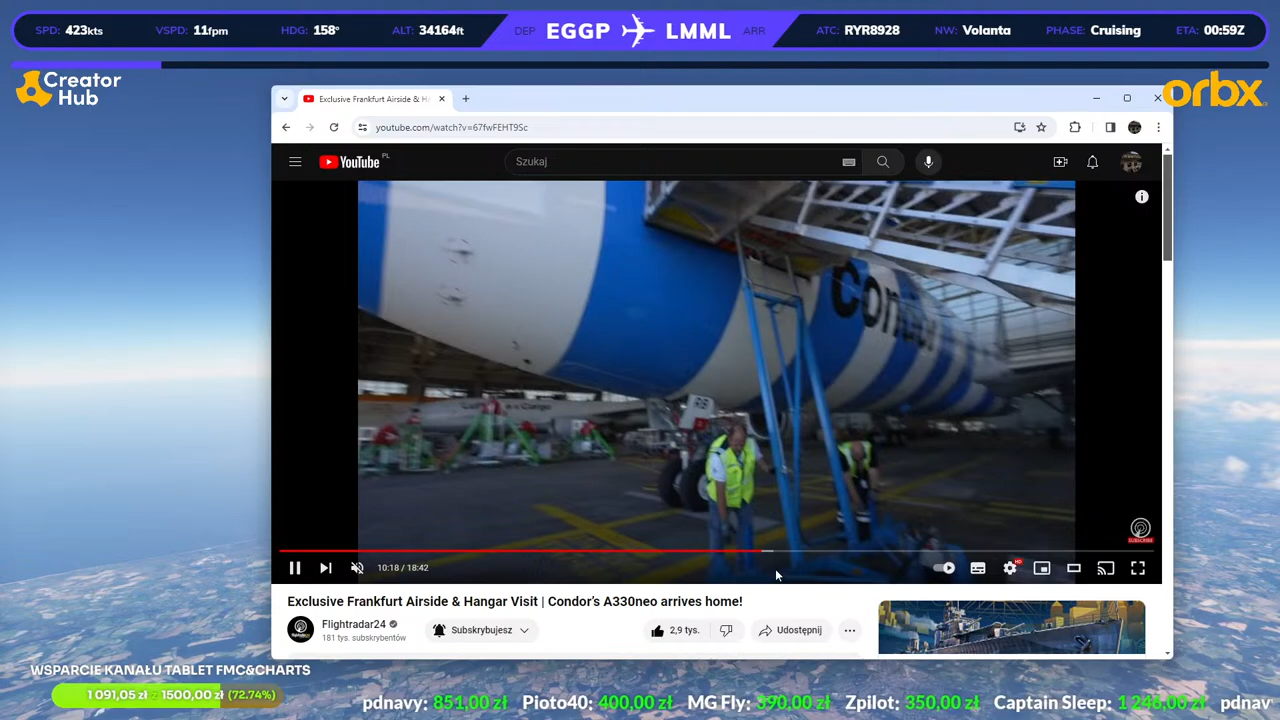 SPD: 423kts VSPD: 11fpm HDG: 158° ALT: 34164ft DEP EGGP LMML ARR ATC: RYR8928 NW: Volanta PHASE: Cruising ETA: 00:59Z
Creator Hub
orbx
Exclusive Frankfurt Airside & H
youtube.com/watch?v=67fwFEHT9Sc
YouTube PL
Szukaj
Condor
SUBSCRIBE
10:18 / 18:42
HD
Exclusive Frankfurt Airside & Hangar Visit | Condor's A330neo arrives home!
Flightradar24
181 tys. subskrybentów
Subskrybujesz
2,9 tys.
Udostępnij
WSPARCIE KANAŁU TABLET FMC&CHARTS
1 091,05 zł z 1500,00 zł (72.74%)
pdnavy: 851,00 zł Pioto40: 400,00 zł MG Fly: 390,00 zł Zpilot: 350,00 zł Captain Sleep: 1 246,00 zł pdnav